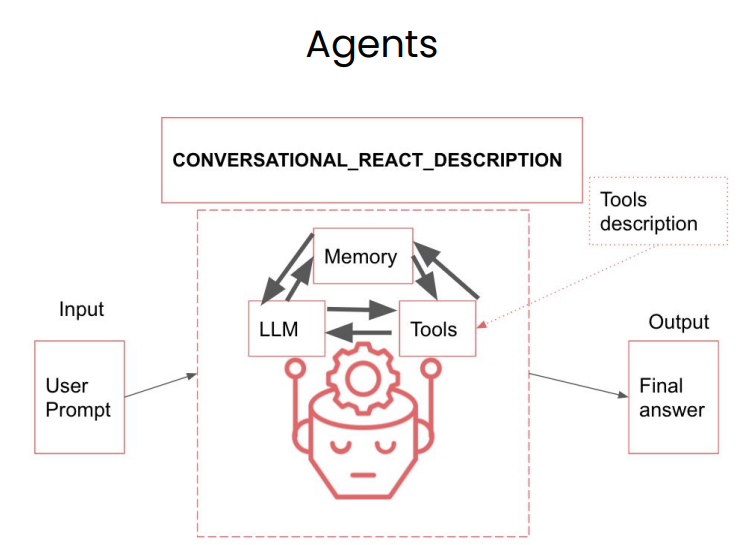 Agents
CONVERSATIONAL_REACT_DESCRIPTION
Tools
description
Memory
Input
LLM
Tools
Output
User
Prompt
Final
answer